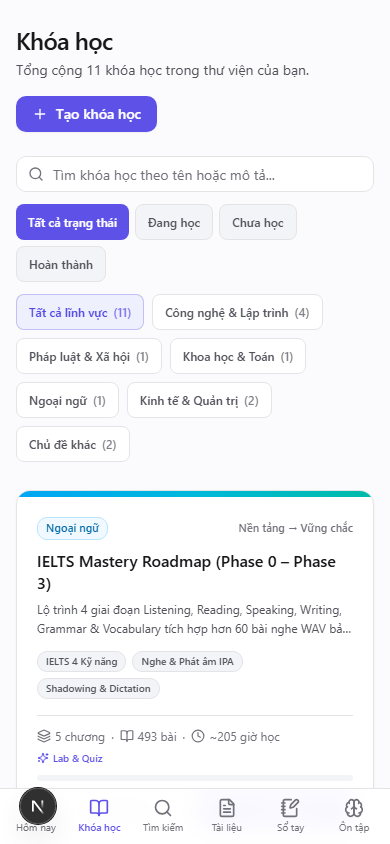 Khóa học
Tổng cộng 11 khóa học trong thư viện của bạn.
+ Tạo khóa học
Tìm khóa học theo tên hoặc mô tả...
Tất cả trạng thái Đang học Chưa học
Hoàn thành
Tất cả lĩnh vực (11) Công nghệ & Lập trình (4)
Pháp luật & Xã hội (1) Khoa học & Toán (1)
Ngoại ngữ (1) Kinh tế & Quản trị (2)
Chủ đề khác (2)
Ngoại ngữ Nền tảng → Vững chắc
IELTS Mastery Roadmap (Phase 0 – Phase
3)
Lộ trình 4 giai đoạn Listening, Reading, Speaking, Writing,
Grammar & Vocabulary tích hợp hơn 60 bài nghe WAV bả...
IELTS 4 Kỹ năng Nghe & Phát âm IPA
Shadowing & Dictation
5 chương · 493 bài · ~205 giờ học
Lab & Quiz
N
Hôm nay Khóa học Tìm kiếm Tài liệu Sổ tay Ôn tập